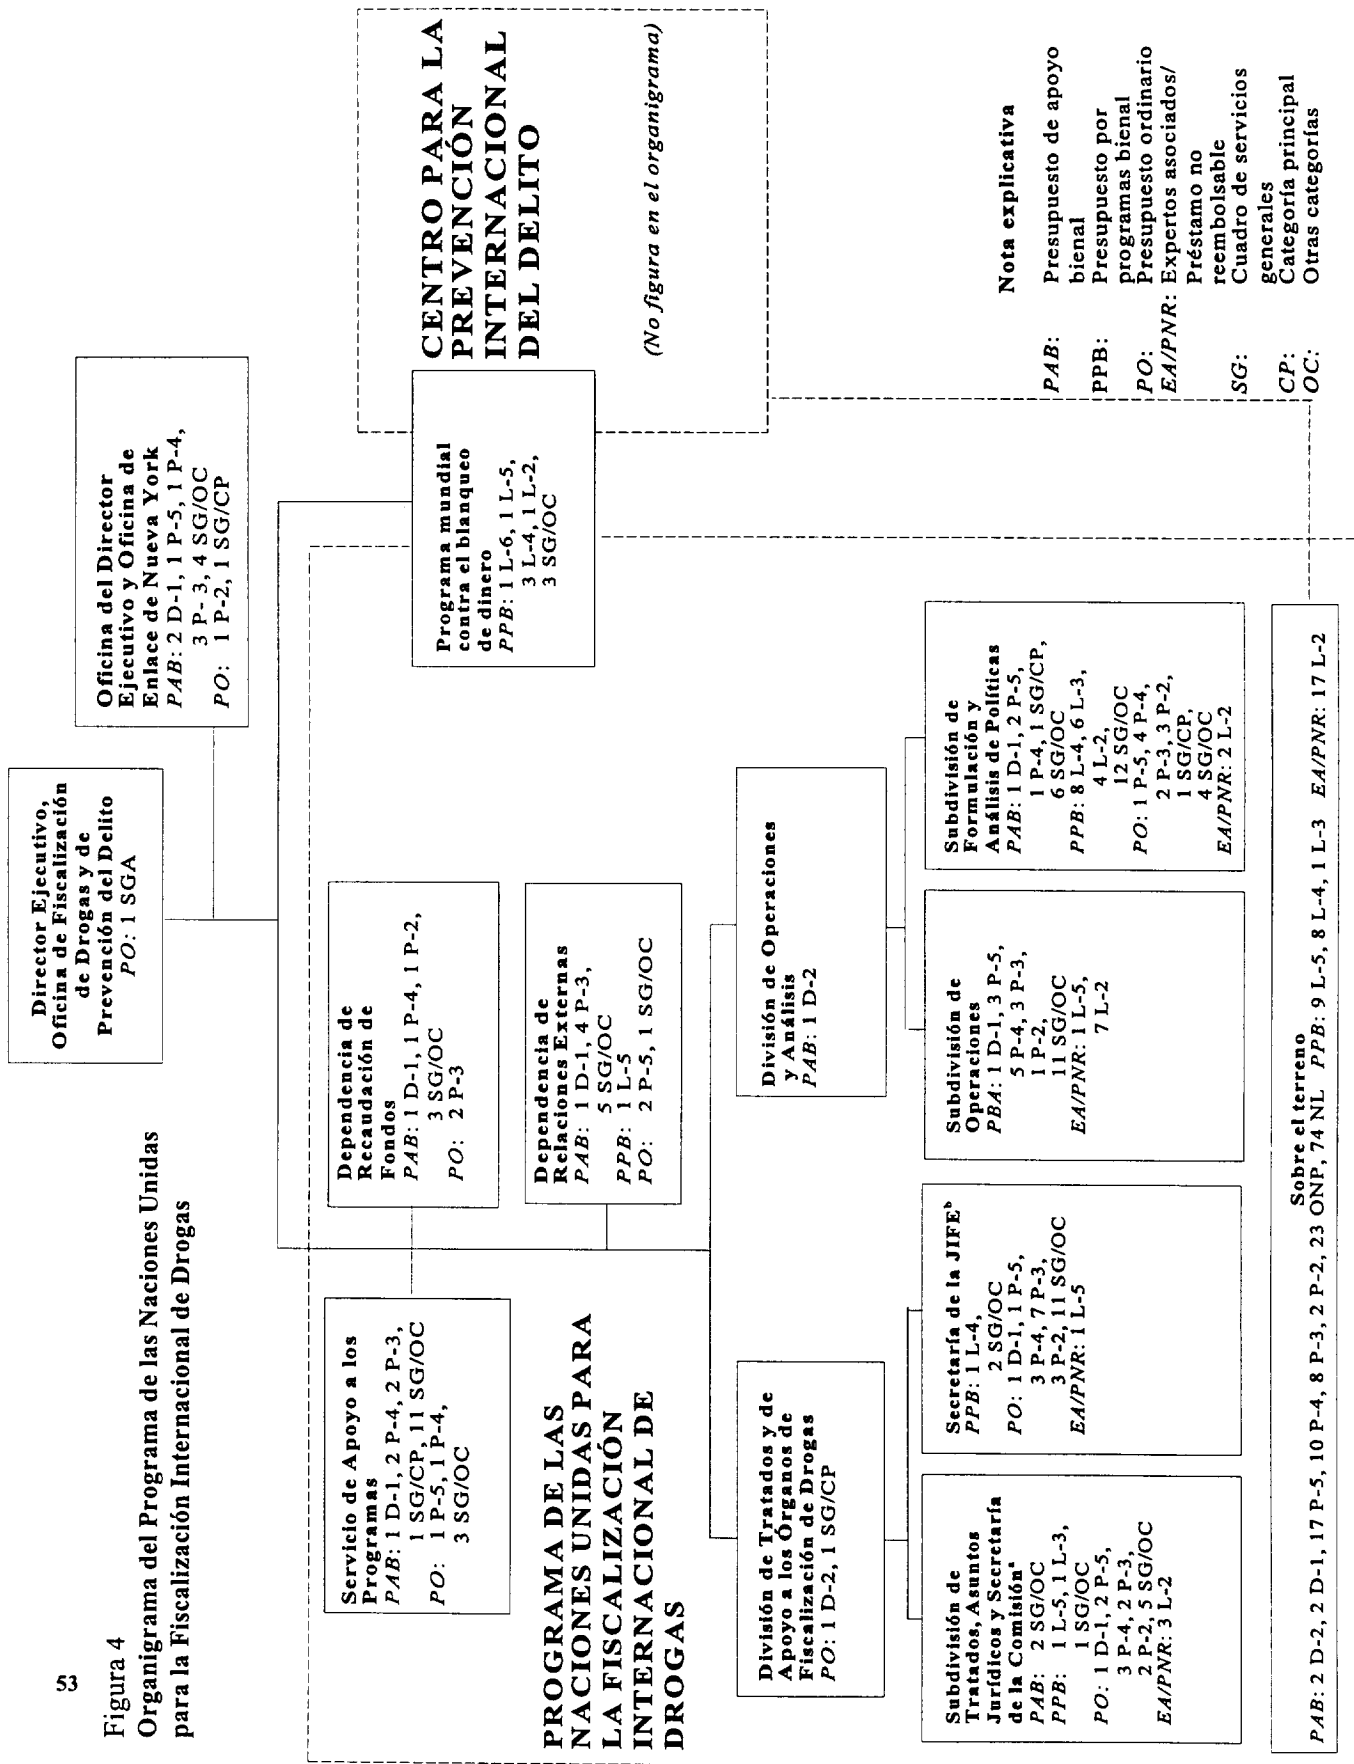 53
Figura 4
Organigrama del Programa de las Naciones Unidas
para la Fiscalización Internacional de Drogas
Director Ejecutivo,
Oficina de Fiscalización
de Drogas y de
Prevención del Delito
PO: 1 SGA
Oficina del Director
Ejecutivo y Oficina de
Enlace de Nueva York
PAB: 2 D-1, 1 P-5, 1 P-4,
3 P- 3, 4 SG/OC
PO: 1 P-2, 1 SG/CP
Servicio de Apoyo a los
Programas
PAB: 1 D-1, 2 P-4, 2 P-3,
1 SG/CP, 11 SG/OC
PO: 1 P-5, 1 P-4,
3 SG/OC
Dependencia de
Recaudación de
Fondos
PAB: 1 D-1, 1 P-4, 1 P-2,
3 SG/OC
PO: 2 P-3
Programa mundial
contra el blanqueo
de dinero
PPB: 1 L-6, 1 L-5,
3 L-4, 1 L-2,
3 SG/OC
CENTRO PARA LA
PREVENCIÓN
INTERNACIONAL
DEL DELITO
(No figura en el organigrama)
PROGRAMA DE LAS
NACIONES UNIDAS PARA
LA FISCALIZACIÓN
INTERNACIONAL DE
DROGAS
Dependencia de
Relaciones Externas
PAB: 1 D-1, 4 P-3,
5 SG/OC
PPB: 1 L-5
PO: 2 P-5, 1 SG/OC
División de Tratados y de
Apoyo a los Órganos de
Fiscalización de Drogas
PO: 1 D-2, 1 SG/CP
División de Operaciones
y Análisis
PAB: 1 D-2
Subdivisión de
Tratados, Asuntos
Jurídicos y Secretaría
de la Comisiónᵃ
PAB: 2 SG/OC
PPB: 1 L-5, 1 L-3,
1 SG/OC
PO: 1 D-1, 2 P-5,
3 P-4, 2 P-3,
2 P-2, 5 SG/OC
EA/PNR: 3 L-2
Secretaría de la JIFEᵇ
PPB: 1 L-4,
2 SG/OC
PO: 1 D-1, 1 P-5,
3 P-4, 7 P-3,
3 P-2, 11 SG/OC
EA/PNR: 1 L-5
Subdivisión de
Operaciones
PBA: 1 D-1, 3 P-5,
5 P-4, 3 P-3,
1 P-2,
11 SG/OC
EA/PNR: 1 L-5,
7 L-2
Subdivisión de
Formulación y
Análisis de Políticas
PAB: 1 D-1, 2 P-5,
1 P-4, 1 SG/CP,
6 SG/OC
PPB: 8 L-4, 6 L-3,
4 L-2,
12 SG/OC
PO: 1 P-5, 4 P-4,
2 P-3, 3 P-2,
1 SG/CP,
4 SG/OC
EA/PNR: 2 L-2
Sobre el terreno
PAB: 2 D-2, 2 D-1, 17 P-5, 10 P-4, 8 P-3, 2 P-2, 23 ONP, 74 NL PPB: 9 L-5, 8 L-4, 1 L-3 EA/PNR: 17 L-2
Nota explicativa
PAB: Presupuesto de apoyo
bienal
PPB: Presupuesto por
programas bienal
PO: Presupuesto ordinario
EA/PNR: Expertos asociados/
Préstamo no
reembolsable
SG: Cuadro de servicios
generales
CP: Categoría principal
OC: Otras categorías